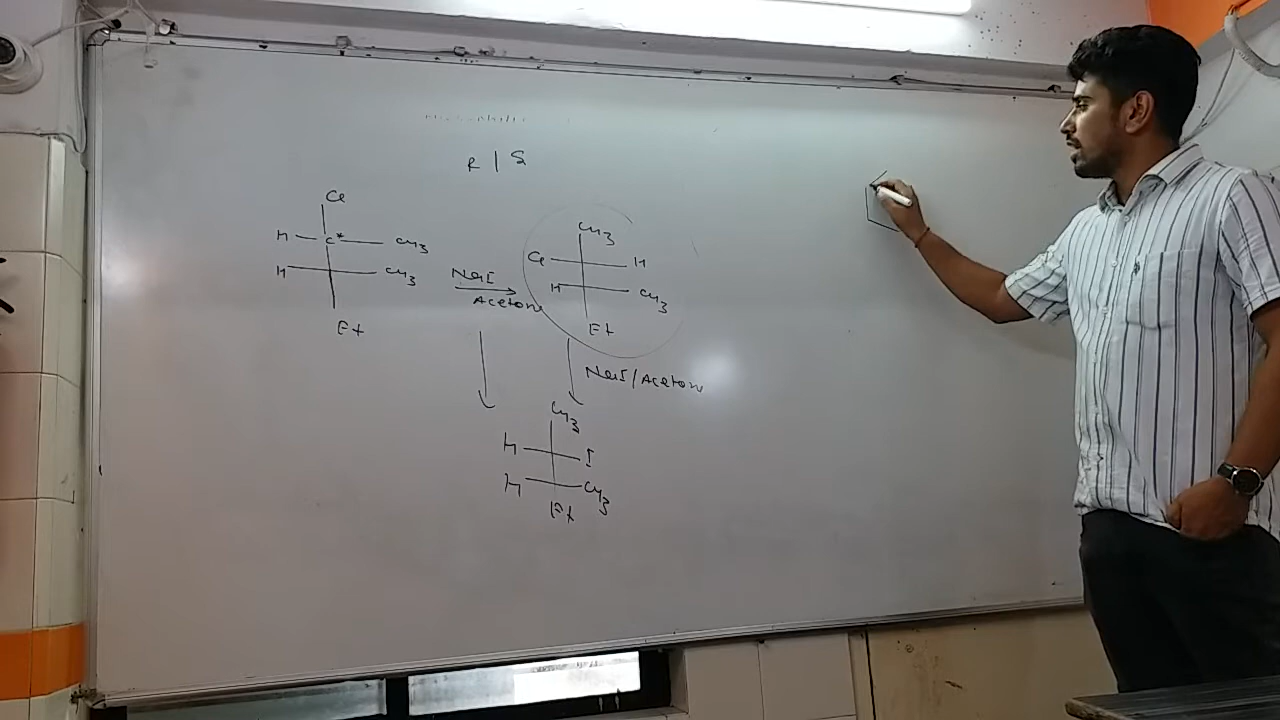 R | S
Cl
H C* CH3
H CH3
Et
NaI
Acetone
CH3
Cl H
H CH3
Et
NaI/Acetone
CH3
H I
H CH3
Et